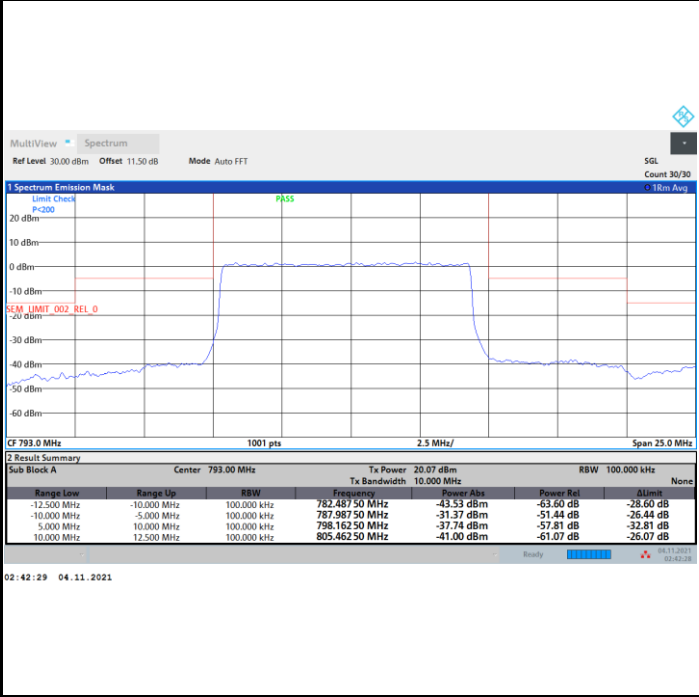 MultiView Spectrum
Ref Level 30.00 dBm Offset 11.50 dB Mode Auto FFT SGL
Count 30/30
1 Spectrum Emission Mask 1Rm Avg
Limit Check PASS
P<200
20 dBm
10 dBm
0 dBm
-10 dBm
SEM_LIMIT_002_REL_0
-20 dBm
-30 dBm
-40 dBm
-50 dBm
-60 dBm
CF 793.0 MHz 1001 pts 2.5 MHz/ Span 25.0 MHz
2 Result Summary
Sub Block A Center 793.00 MHz Tx Power 20.07 dBm RBW 100.000 kHz
Tx Bandwidth 10.000 MHz None
Range Low Range Up RBW Frequency Power Abs Power Rel ΔLimit
-12.500 MHz -10.000 MHz 100.000 kHz 782.48750 MHz -43.53 dBm -63.60 dB -28.60 dB
-10.000 MHz -5.000 MHz 100.000 kHz 787.98750 MHz -31.37 dBm -51.44 dB -26.44 dB
5.000 MHz 10.000 MHz 100.000 kHz 798.16250 MHz -37.74 dBm -57.81 dB -32.81 dB
10.000 MHz 12.500 MHz 100.000 kHz 805.46250 MHz -41.00 dBm -61.07 dB -26.07 dB
Ready 04.11.2021
02:42:28
02:42:29 04.11.2021